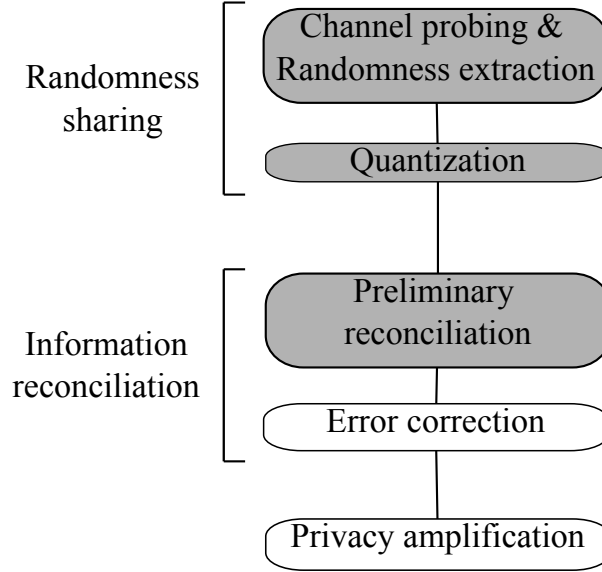 Channel probing &
Randomness extraction
Randomness
sharing
Quantization
Preliminary
reconciliation
Information
reconciliation
Error correction
Privacy amplification